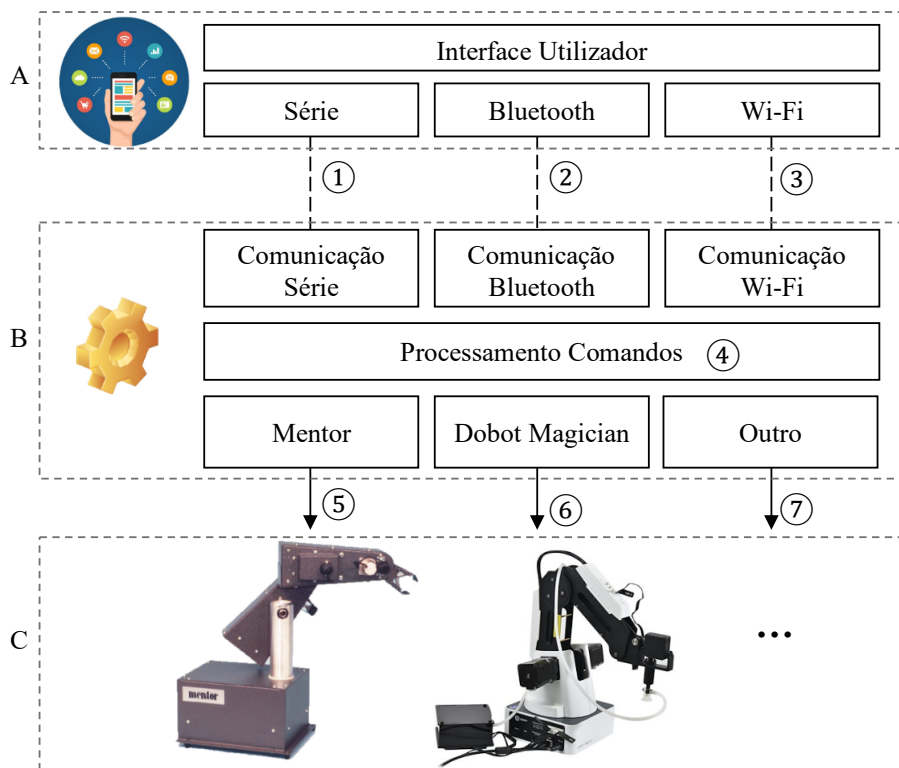 A
Interface Utilizador
Série
Bluetooth
Wi-Fi
①
②
③
B
Comunicação
Série
Comunicação
Bluetooth
Comunicação
Wi-Fi
Processamento Comandos ④
Mentor
Dobot Magician
Outro
⑤
⑥
⑦
C
mentor
...